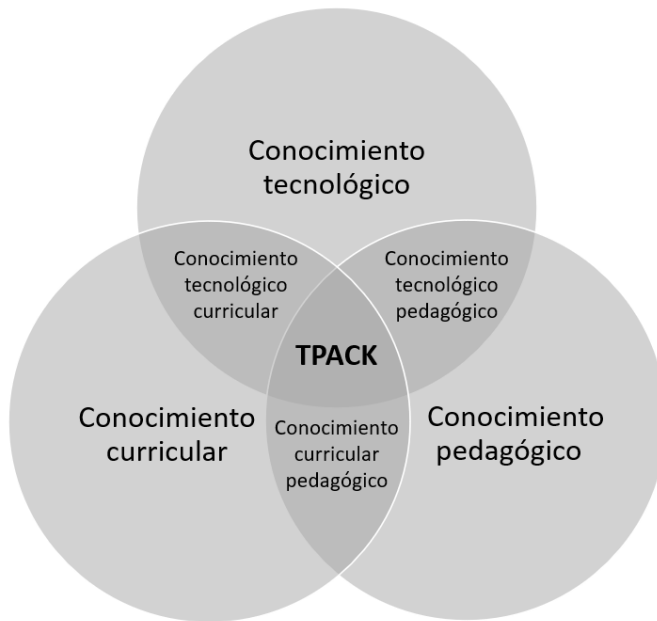 Conocimiento
tecnológico
Conocimiento
tecnológico
curricular
Conocimiento
tecnológico
pedagógico
TPACK
Conocimiento
curricular
Conocimiento
curricular
pedagógico
Conocimiento
pedagógico